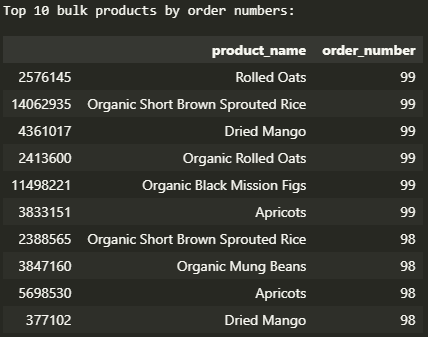 Top 10 bulk products by order numbers:
product_name order_number
2576145 Rolled Oats 99
14062935 Organic Short Brown Sprouted Rice 99
4361017 Dried Mango 99
2413600 Organic Rolled Oats 99
11498221 Organic Black Mission Figs 99
3833151 Apricots 99
2388565 Organic Short Brown Sprouted Rice 98
3847160 Organic Mung Beans 98
5698530 Apricots 98
377102 Dried Mango 98